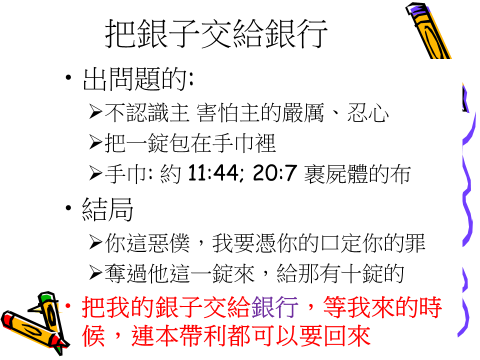 把銀子交給銀行
•出問題的:
➢不認識主 害怕主的嚴厲、忍心
➢把一錠包在手巾裡
➢手巾: 約 11:44; 20:7 裹屍體的布
•結局
➢你這惡僕，我要憑你的口定你的罪
➢奪過他這一錠來，給那有十錠的
•把我的銀子交給銀行，等我來的時
候，連本帶利都可以要回來